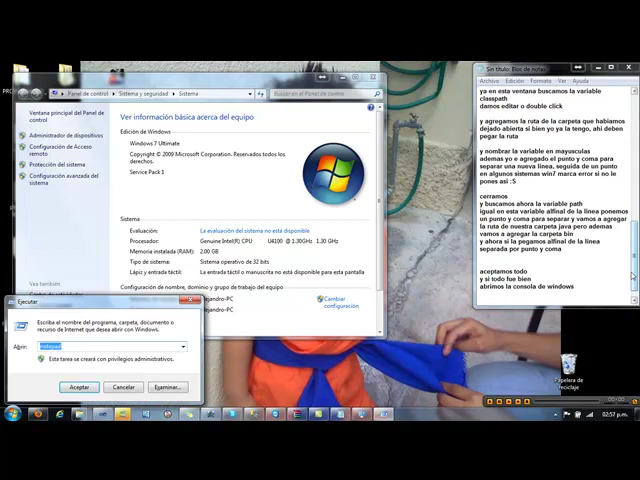 Sin título: Bloc de notas
Archivo Edición Formato Ver Ayuda
ya en esta ventana buscamos la variable
classpath
damos editar o double click
y agregamos la ruta de la carpeta que habiamos
dejado abierta si bien yo ya la tengo, ahi deben
pegar la ruta
y nombrar la variable en mayusculas
ademas yo e agregado el punto y coma para
separar una nueva linea, seguida de un punto
en algunos sistemas win7 marca error si no le
pones asi :S
cerramos
y buscamos ahora la variable path
igual en esta variable alfinal de la linea ponemos
un punto y coma para separar y vamos a agregar
la ruta de nuestra carpeta java pero ademas
vamos a agregar la carpeta bin
y ahora si la pegamos alfinal de la linea
separada por punto y coma
aceptamos todo
y si todo fue bien
abrimos la consola de windows
Panel de control
Sistema y seguridad
Sistema
Buscar en el Panel de control
Ventana principal del Panel de
control
Administrador de dispositivos
Configuración de Acceso
remoto
Protección del sistema
Configuración avanzada del
sistema
Vea también
Ver información básica acerca del equipo
Edición de Windows
Windows 7 Ultimate
Copyright © 2009 Microsoft Corporation. Reservados todos los
derechos.
Service Pack 1
Sistema
Evaluación: La evaluación del sistema no está disponible
Procesador: Genuine Intel(R) CPU U4100 @ 1.30GHz 1.30 GHz
Memoria instalada (RAM): 2.00 GB
Tipo de sistema: Sistema operativo de 32 bits
Lápiz y entrada táctil: La entrada táctil o manuscrita no está disponible para esta pantalla
Configuración de nombre, dominio y grupo de trabajo del equipo
lejandro-PC
lejandro-PC
Cambiar
configuración
Ejecutar
Escriba el nombre del programa, carpeta, documento o
recurso de Internet que desea abrir con Windows.
Abrir: notepad
Esta tarea se creará con privilegios administrativos.
Aceptar
Cancelar
Examinar...
Papelera de
reciclaje
00:00
ES
02:57 p.m.